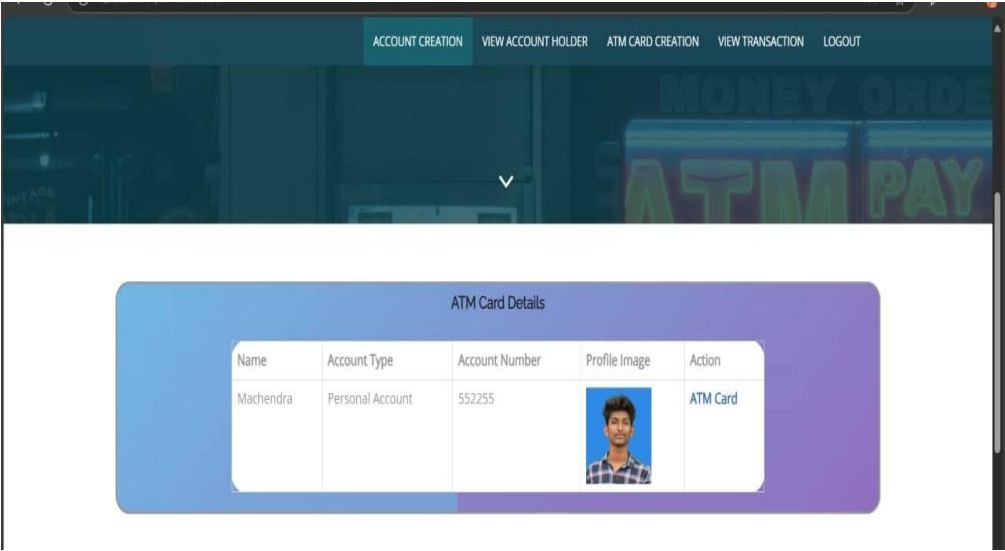 ACCOUNT CREATION VIEW ACCOUNT HOLDER ATM CARD CREATION VIEW TRANSACTION LOGOUT
MONEY ORDE
ATM PAY
ATM Card Details
Name Account Type Account Number Profile Image Action
Machendra Personal Account 552255 ATM Card